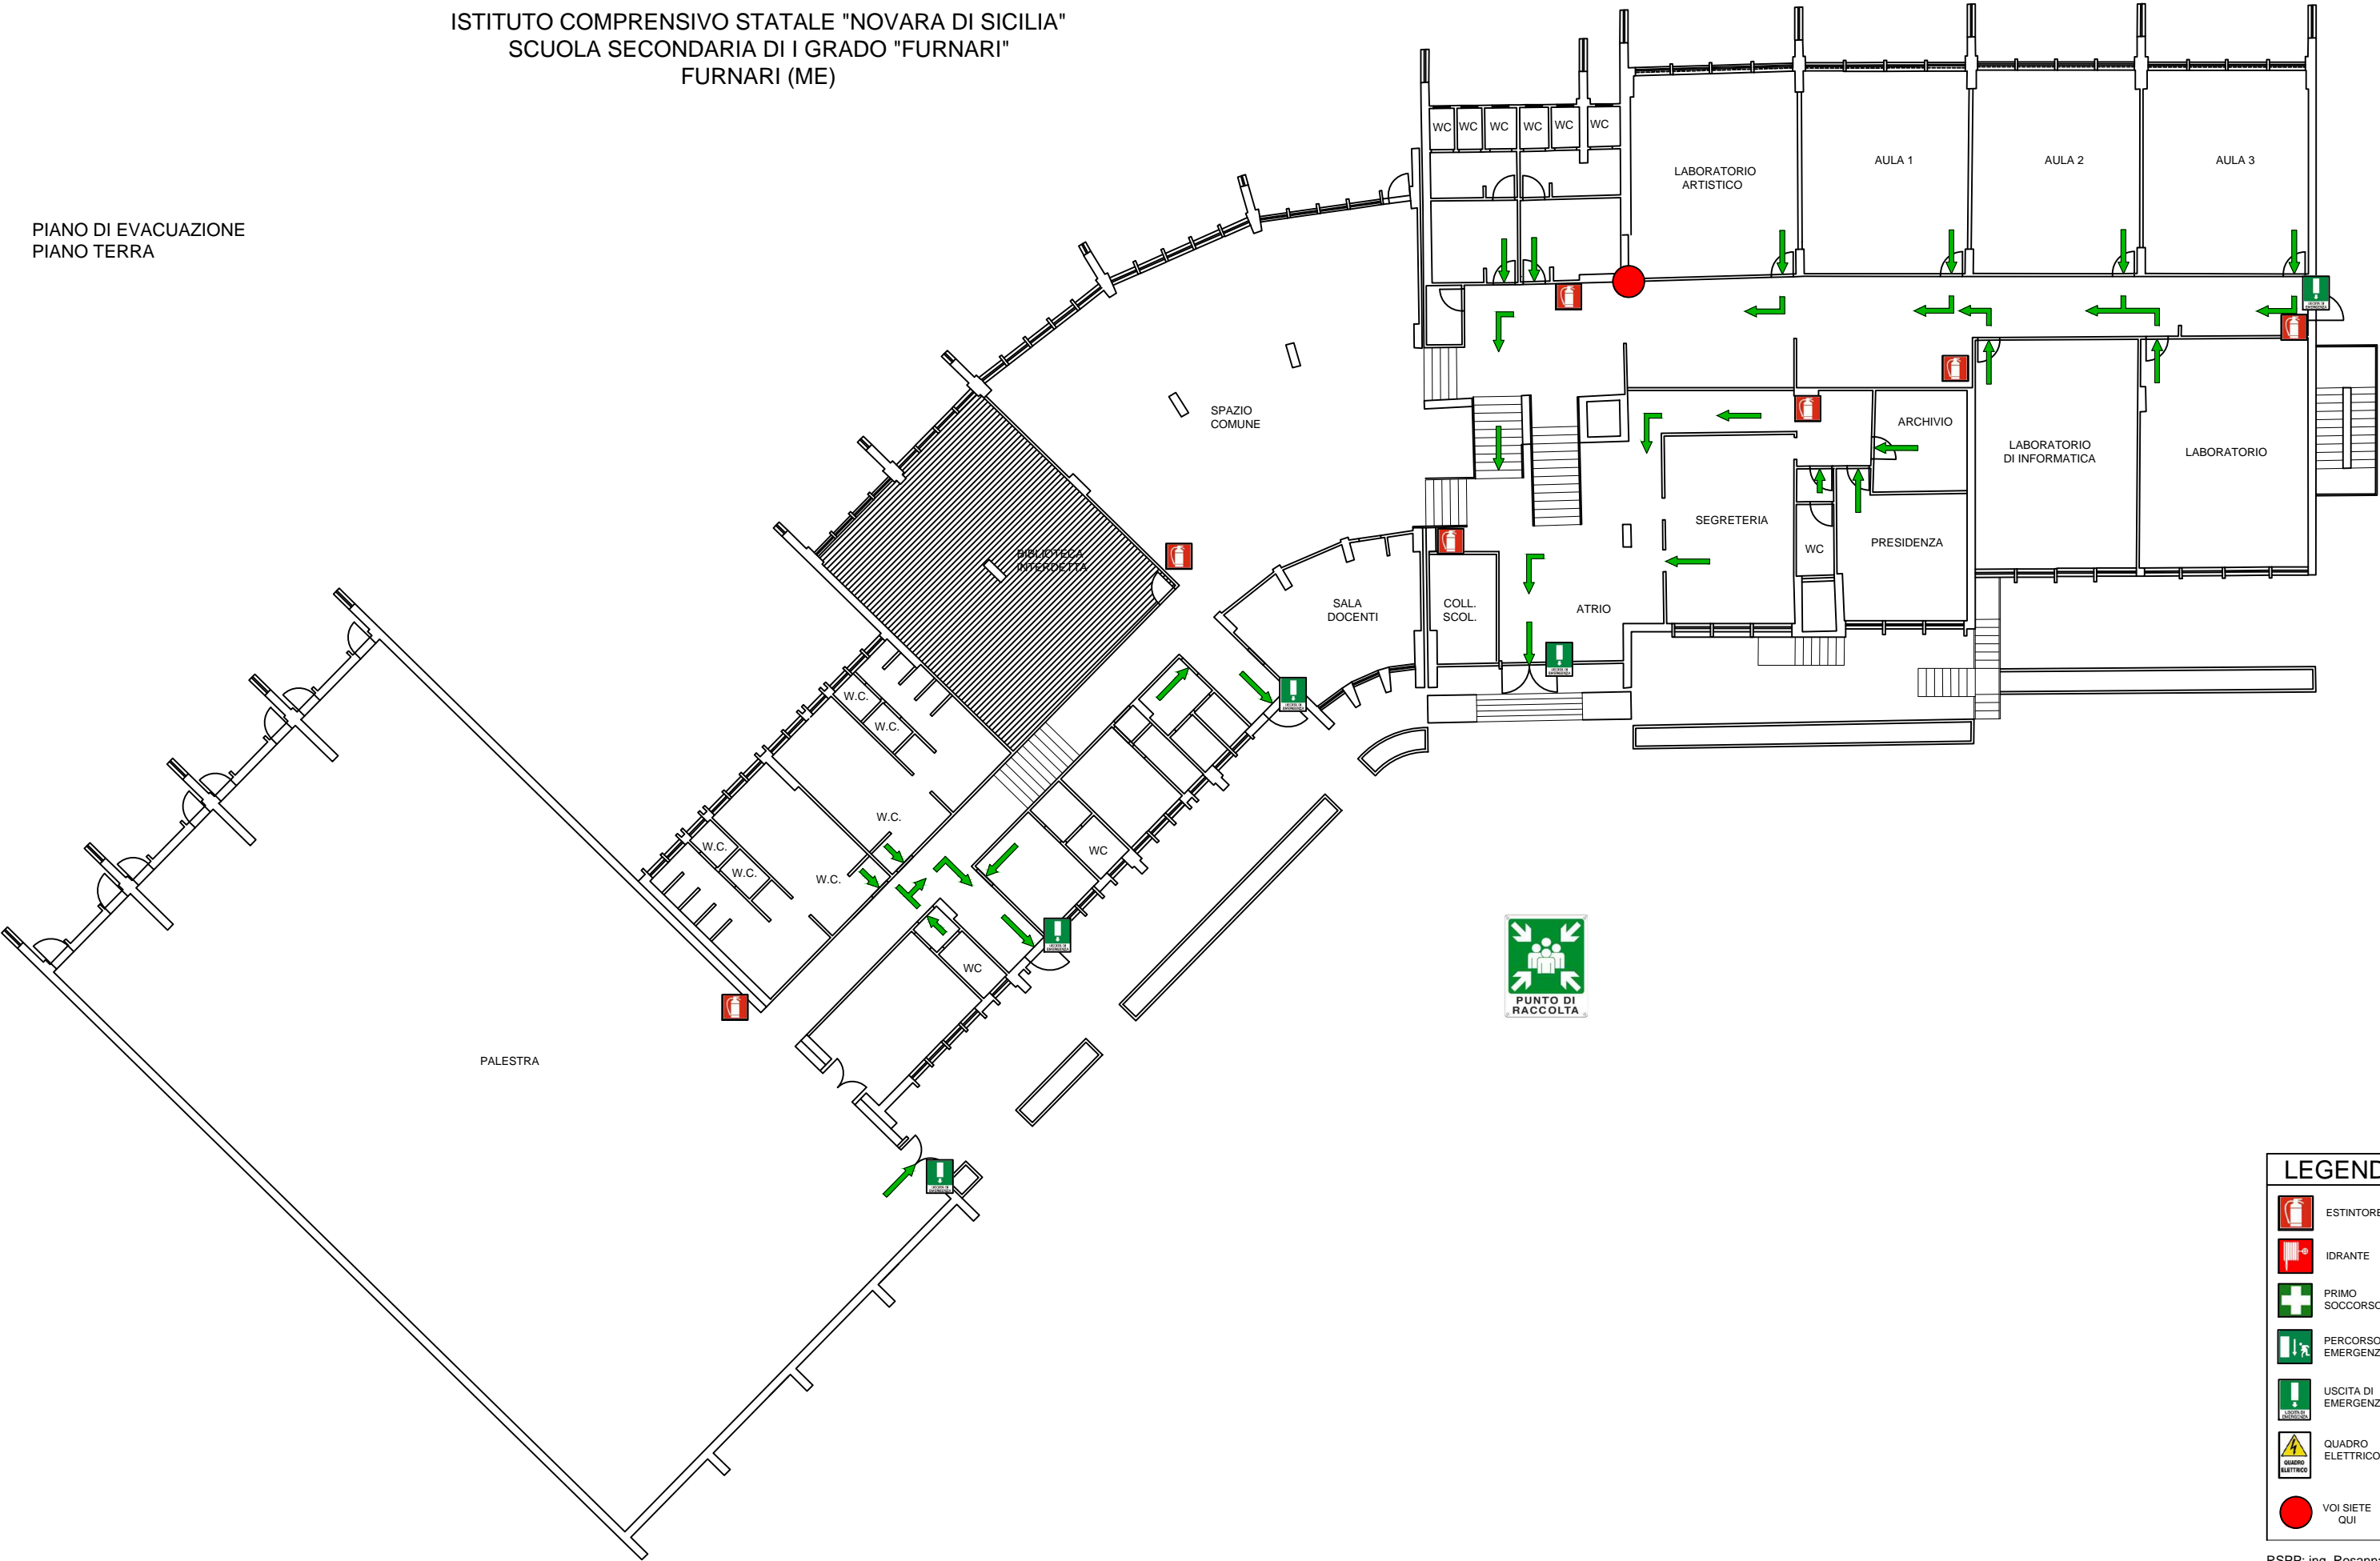 ISTITUTO COMPRENSIVO STATALE "NOVARA DI SICILIA"
SCUOLA SECONDARIA DI I GRADO "FURNARI"
FURNARI (ME)
PIANO DI EVACUAZIONE
PIANO TERRA
WC
WC
WC
WC
WC
WC
LABORATORIO
ARTISTICO
AULA 1
AULA 2
AULA 3
SPAZIO
COMUNE
ARCHIVIO
LABORATORIO
DI INFORMATICA
LABORATORIO
SEGRETERIA
WC
PRESIDENZA
BIBLIOTECA
INTERDETTA
SALA
DOCENTI
COLL.
SCOL.
ATRIO
W.C.
W.C.
W.C.
W.C.
W.C.
W.C.
WC
WC
PALESTRA
PUNTO DI
RACCOLTA
LEGEND
ESTINTORE
IDRANTE
PRIMO
SOCCORSO
PERCORSO
EMERGENZ
USCITA DI
EMERGENZ
USCITA DI
EMERGENZA
QUADRO
ELETTRICO
QUADRO
ELETTRICO
VOI SIETE
QUI